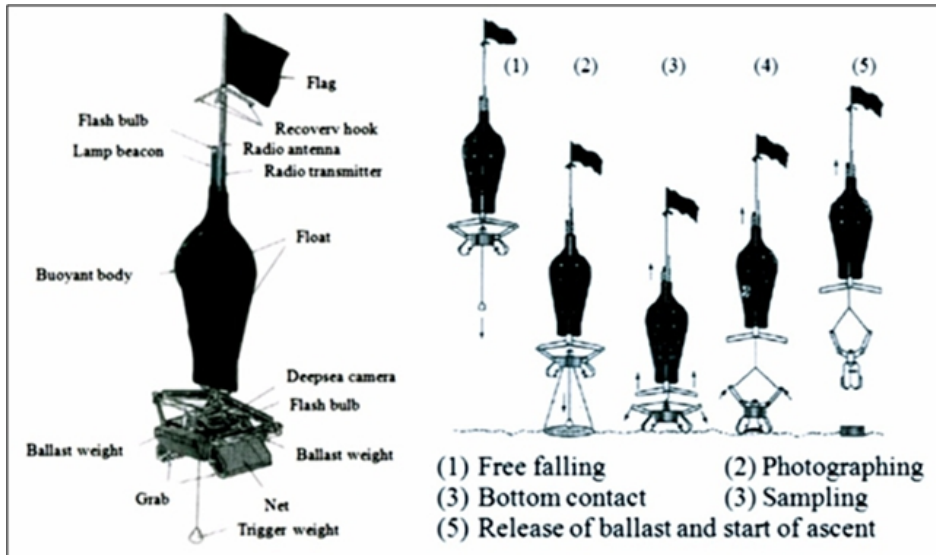 Flag
Flash bulb
Recovery hook
Lamp beacon
Radio antenna
Radio transmitter
Float
Buoyant body
Deepsea camera
Flash bulb
Ballast weight
Ballast weight
Grab
Net
Trigger weight
(1) (2) (3) (4) (5)
(1) Free falling (2) Photographing
(3) Bottom contact (3) Sampling
(5) Release of ballast and start of ascent